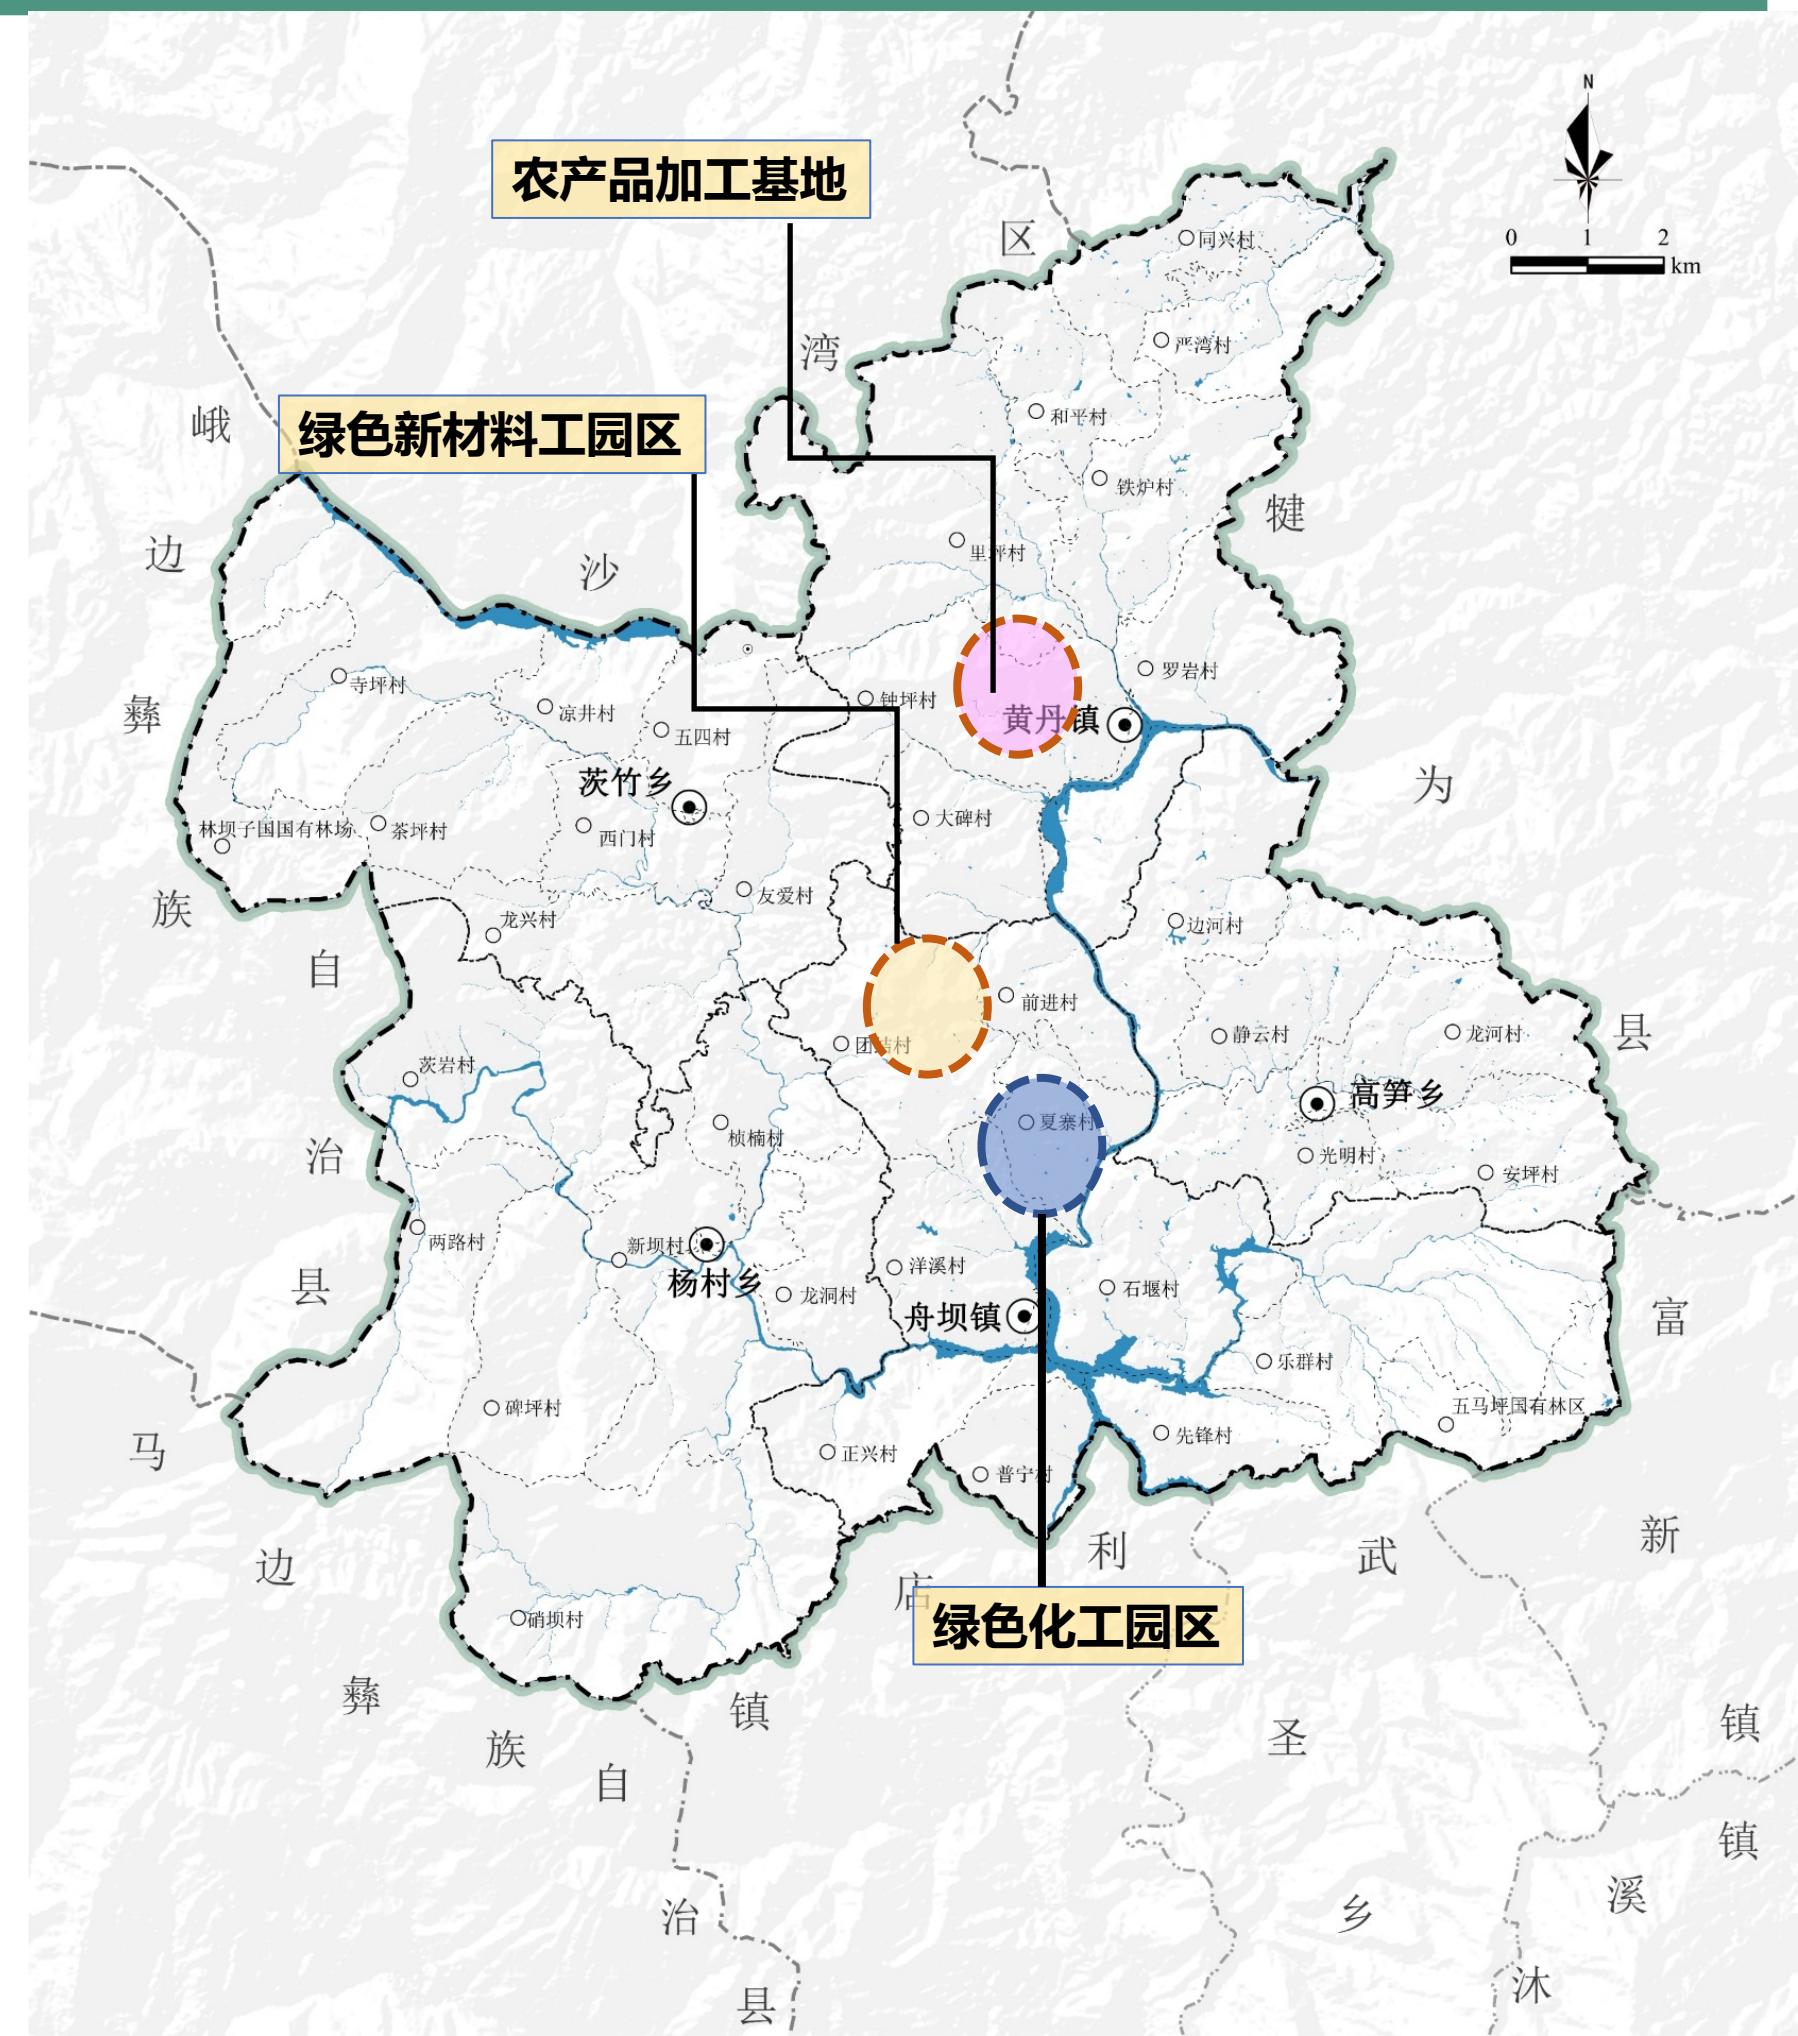 N
0 1 2
km
农产品加工基地
区
同兴村
湾
严湾村
峨
绿色新材料工园区
和平村
铁炉村
犍
边
沙
里坪村
彝
寺坪村
凉井村
五四村
钟坪村
黄丹镇
罗岩村
茨竹乡
为
林坝子国国有林场
茶坪村
西门村
大碑村
族
友爱村
龙兴村
边河村
自
前进村
团结村
静云村
龙河村
县
茨岩村
高笋乡
夏寨村
桢楠村
治
光明村
安坪村
两路村
新坝村
杨村乡
县
龙洞村
洋溪村
石堰村
舟坝镇
富
乐群村
碑坪村
五马坪国有林区
马
先锋村
正兴村
普宁村
边
利
武
新
店
绿色化工园区
硝坝村
彝
镇
族
自
圣
镇
镇
治
乡
溪
县
沐